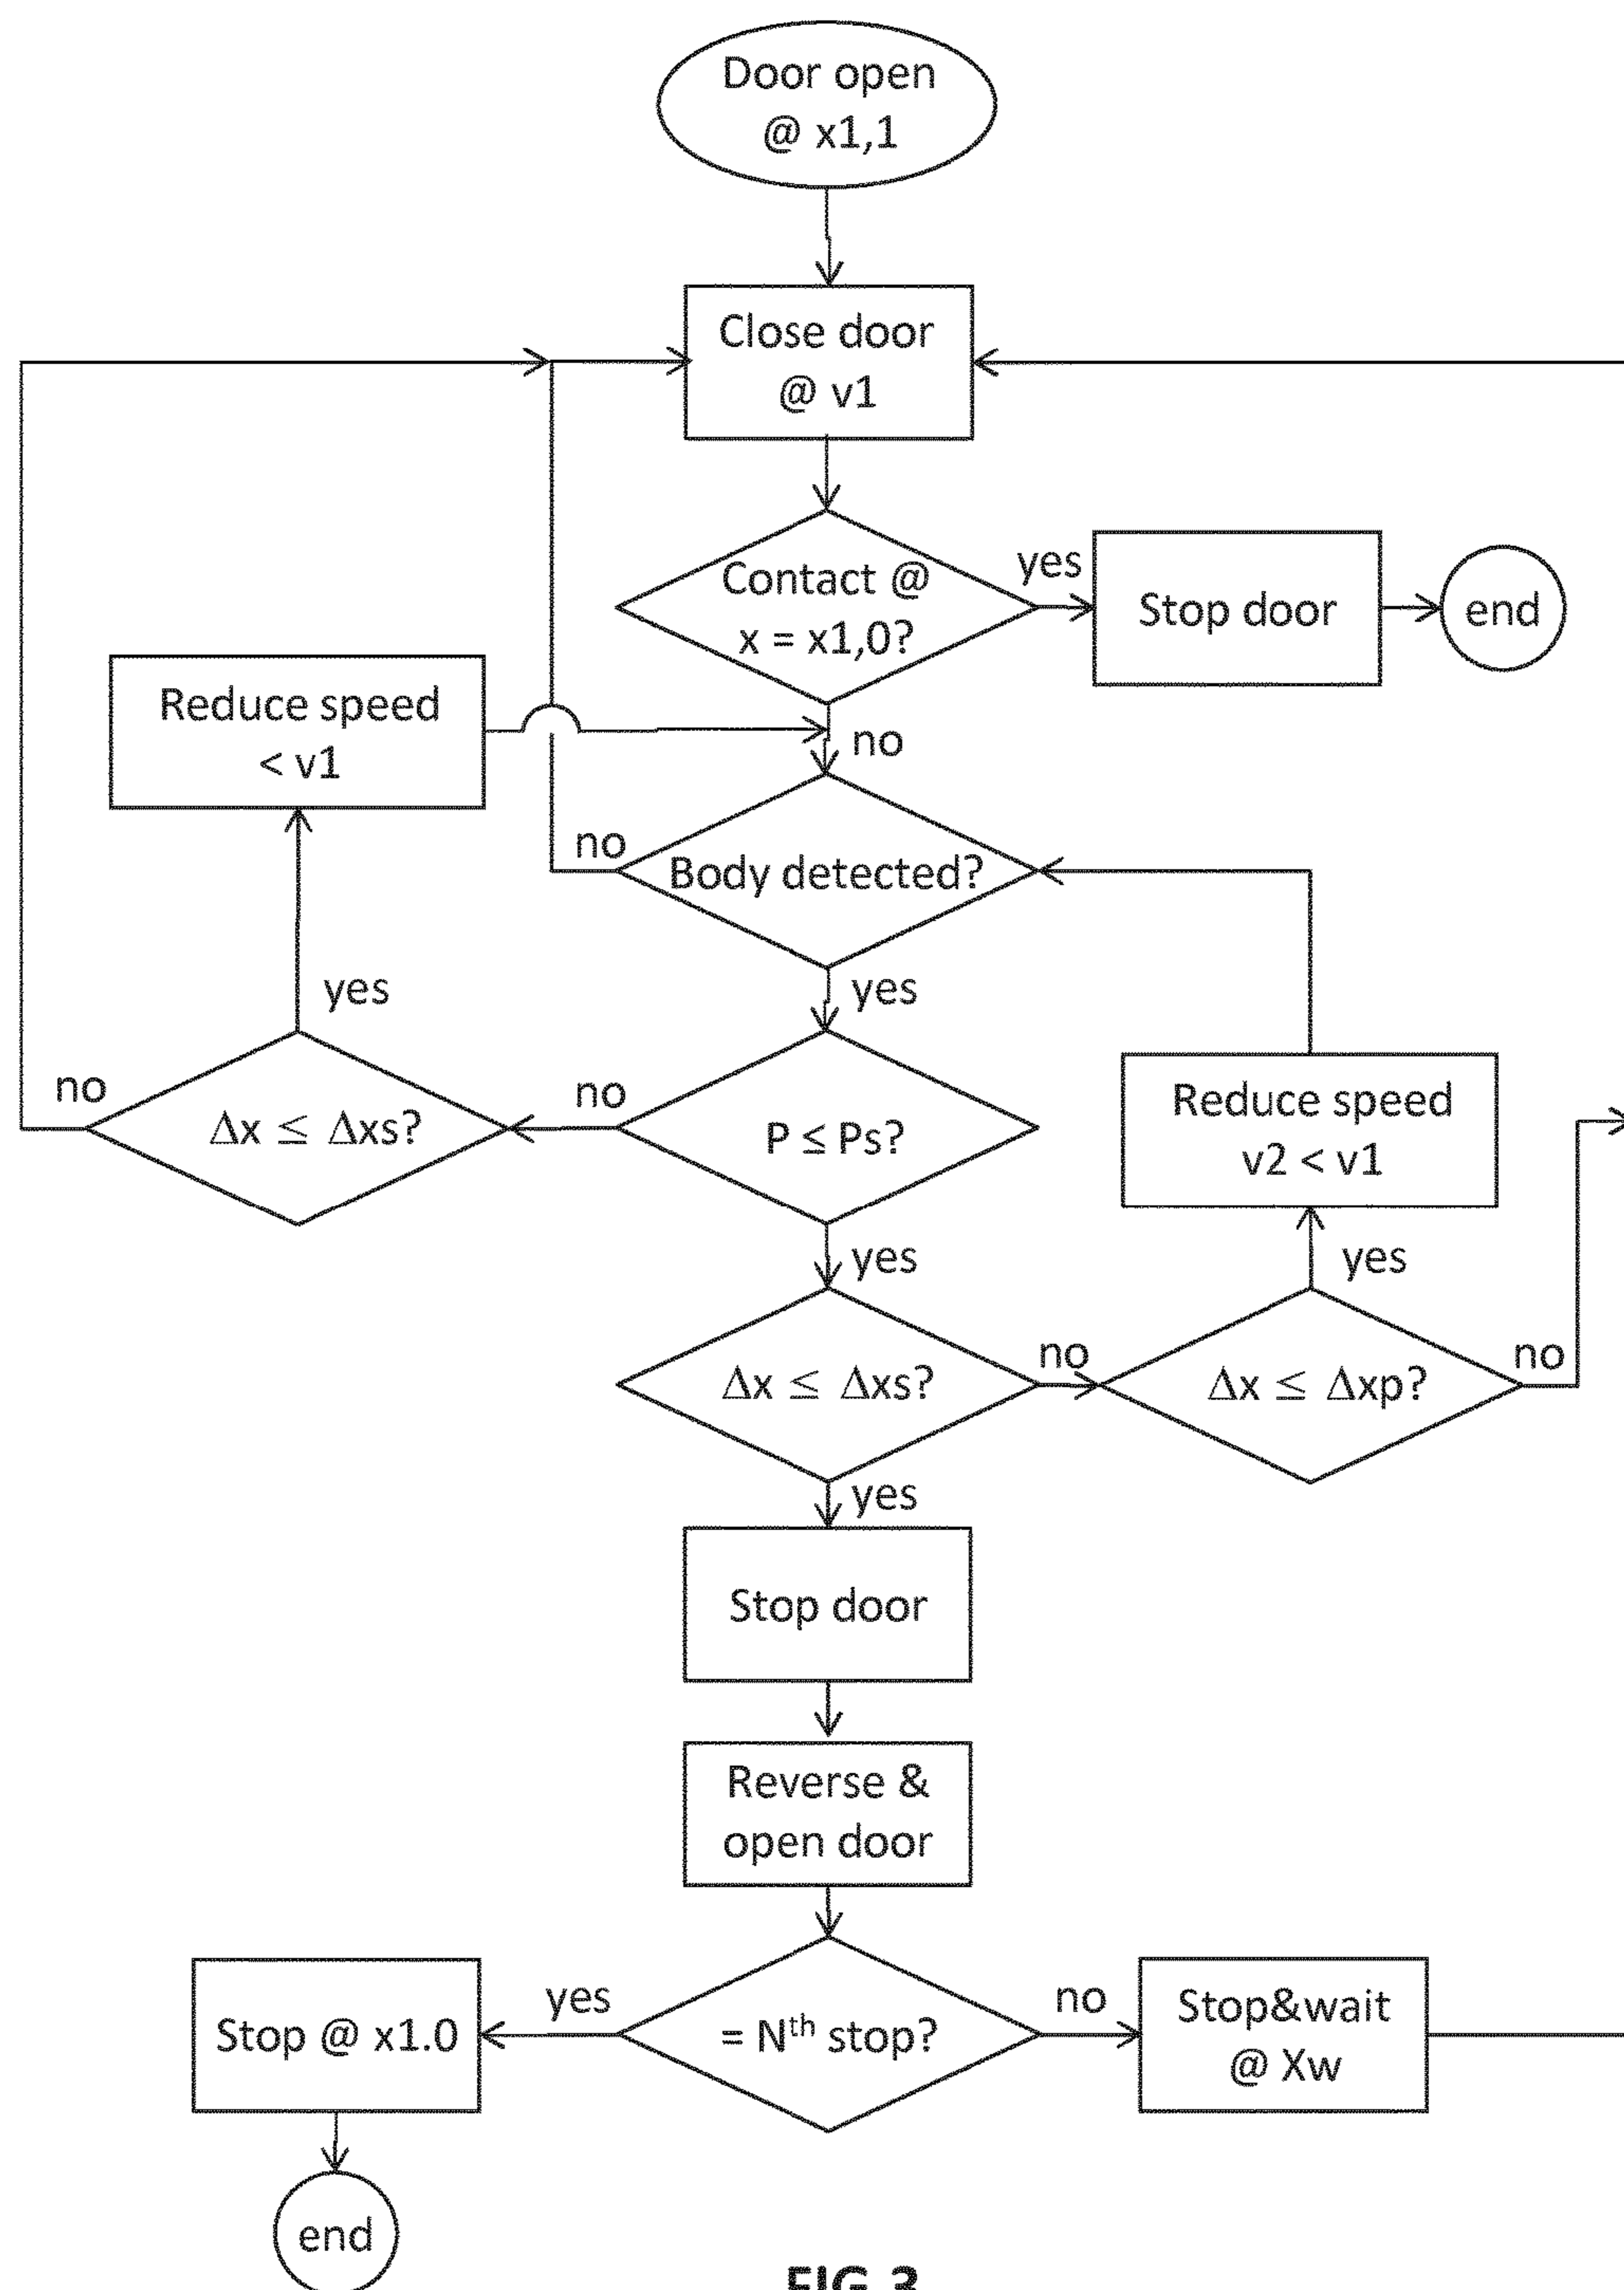 Door open
@ x1,1
Close door
@ v1
Contact @
x = x1,0?
yes
Stop door
end
no
Reduce speed
< v1
no
Body detected?
yes
yes
no
Δx ≤ Δxs?
no
P ≤ Ps?
Reduce speed
v2 < v1
yes
yes
Δx ≤ Δxs?
no
Δx ≤ Δxp?
no
yes
Stop door
Reverse &
open door
Stop @ x1.0
yes
= Nth stop?
no
Stop&wait
@ Xw
end
FIG.3